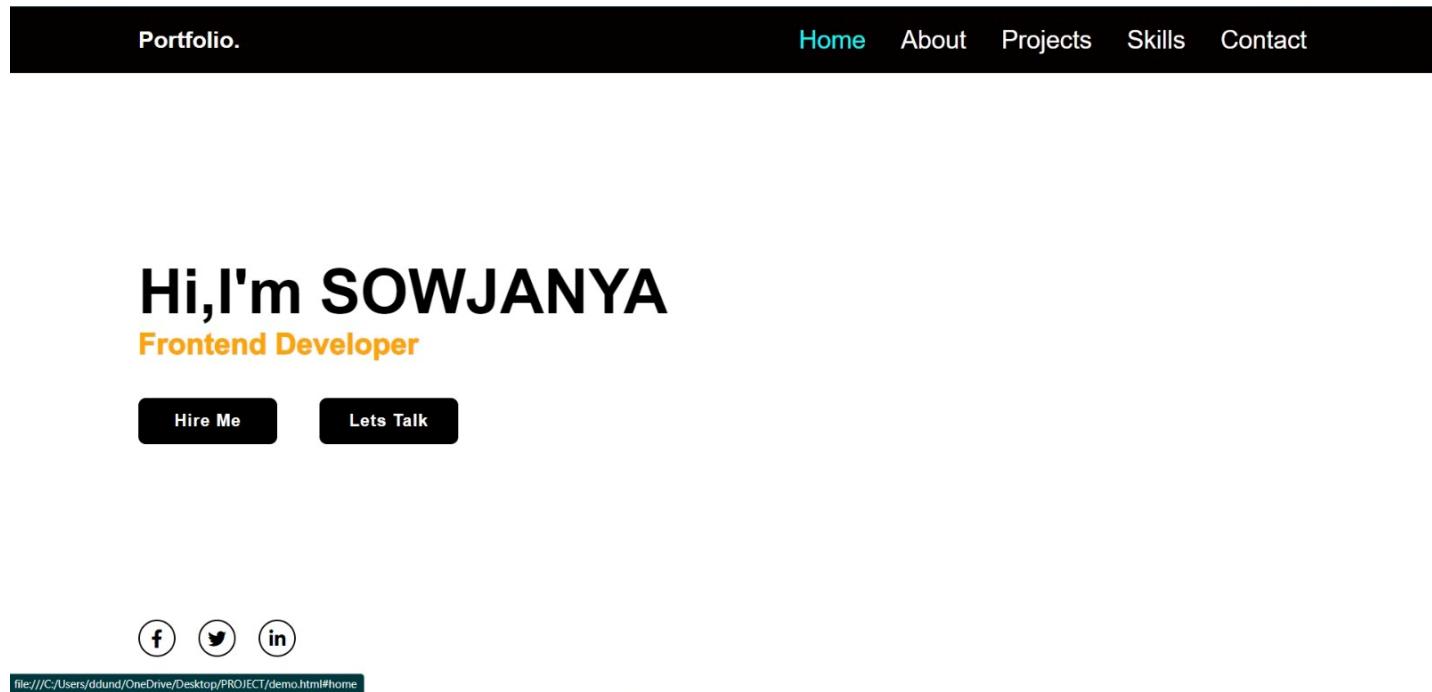 Portfolio. Home About Projects Skills Contact
Hi,I'm SOWJANYA
Frontend Developer
Hire Me Lets Talk
file:///C:/Users/ddund/OneDrive/Desktop/PROJECT/demo.html#home